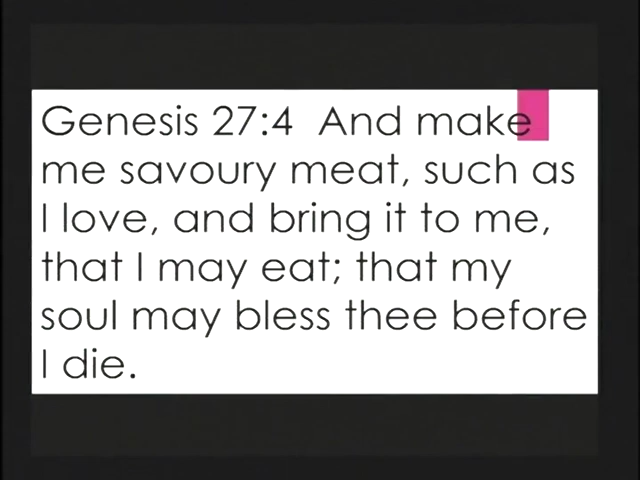 Genesis 27:4  And make
me savoury meat, such as
I love, and bring it to me,
that I may eat; that my
soul may bless thee before
I die.